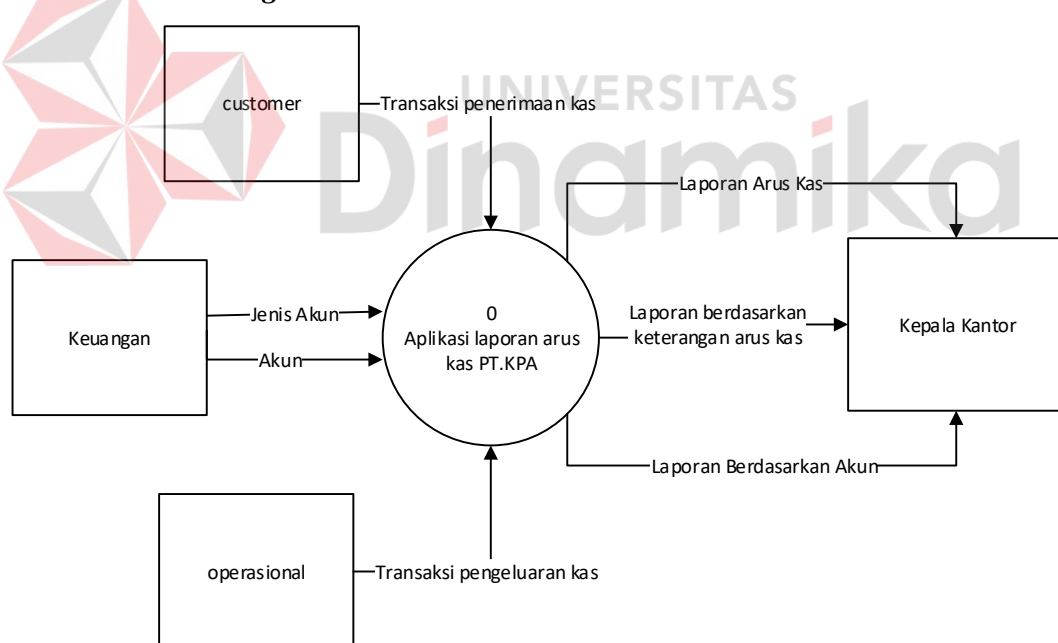 customer
Transaksi penerimaan kas
UNIVERSITAS
Dinamika
Laporan Arus Kas
Keuangan
Jenis Akun
Akun
0
Aplikasi laporan arus
kas PT.KPA
Laporan berdasarkan
keterangan arus kas
Kepala Kantor
Laporan Berdasarkan Akun
operasional
Transaksi pengeluaran kas